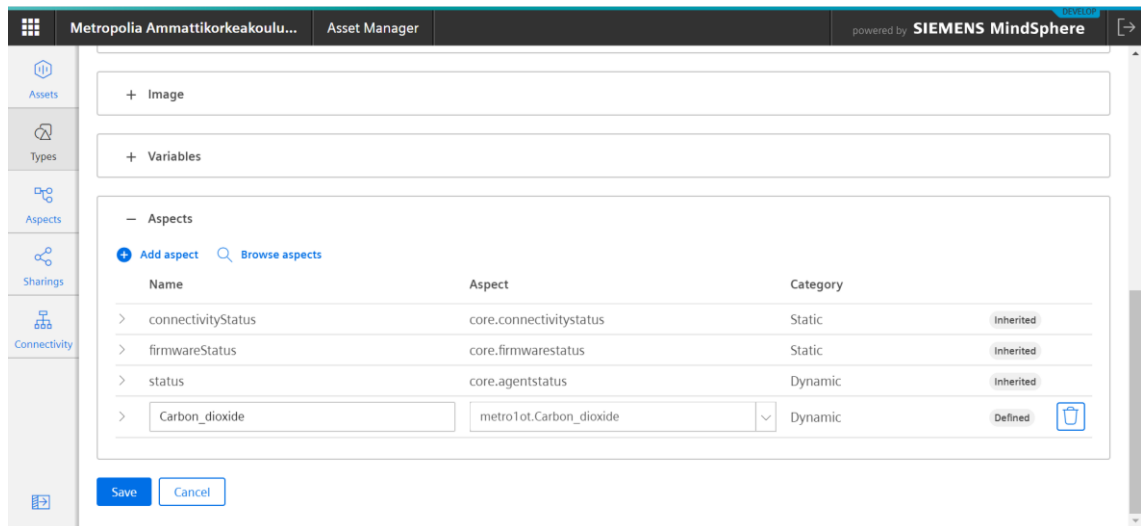 DEVELOP
Metropolia Ammattikorkeakoulu... Asset Manager powered by SIEMENS MindSphere
Assets
Types
Aspects
Sharings
Connectivity
+ Image
+ Variables
− Aspects
Add aspect Browse aspects
Name Aspect Category
connectivityStatus core.connectivitystatus Static Inherited
firmwareStatus core.firmwarestatus Static Inherited
status core.agentstatus Dynamic Inherited
Carbon_dioxide metro1ot.Carbon_dioxide Dynamic Defined
Save Cancel